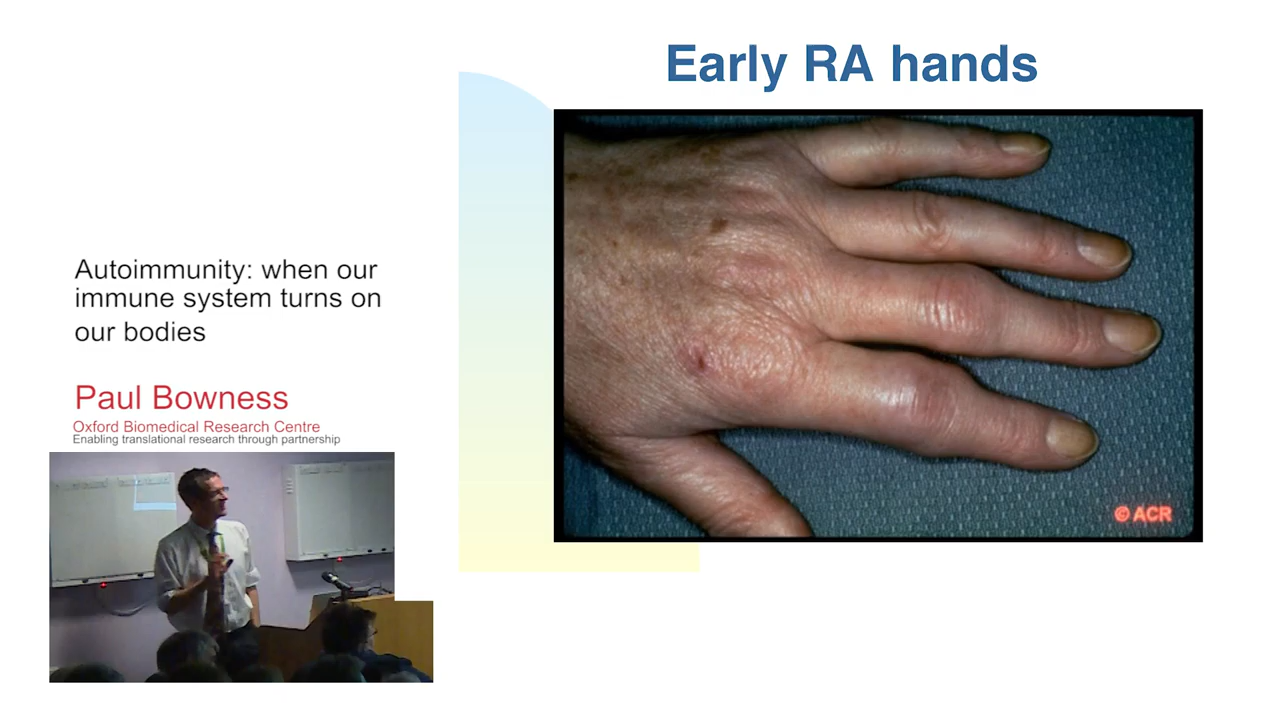 Early RA hands
Autoimmunity: when our
immune system turns on
our bodies
Paul Bowness
Oxford Biomedical Research Centre
Enabling translational research through partnership
© ACR